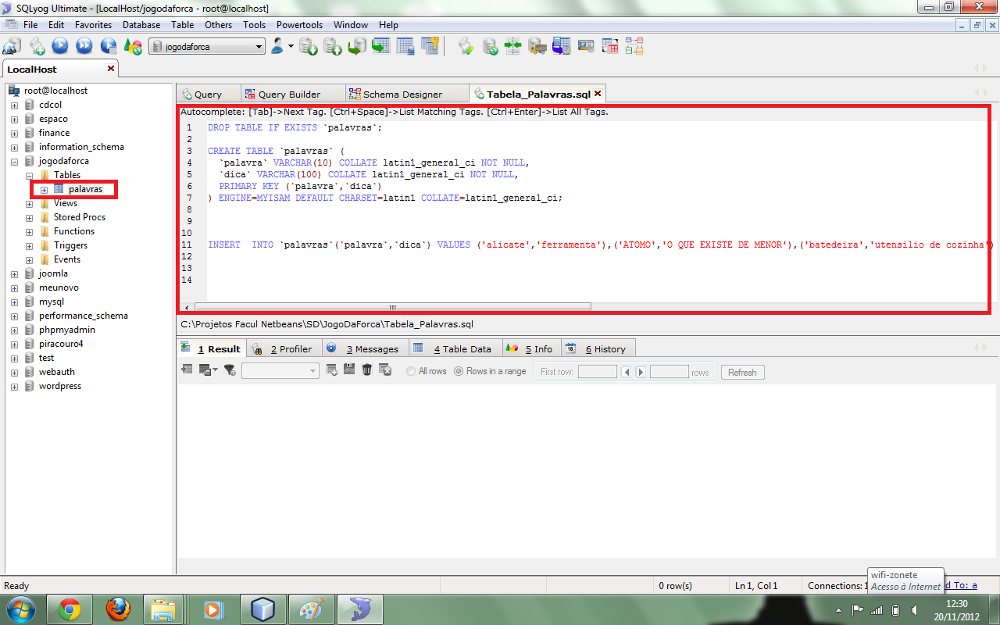 SQLyog Ultimate - [LocalHost/jogodaforca - root@localhost]
File Edit Favorites Database Table Others Tools Powertools Window Help
jogodaforca
LocalHost
root@localhost
cdcol
espaco
finance
information_schema
jogodaforca
Tables
palavras
Views
Stored Procs
Functions
Triggers
Events
joomla
meunovo
mysql
performance_schema
phpmyadmin
piracouro4
test
webauth
wordpress
Query Query Builder Schema Designer Tabela_Palavras.sql
Autocomplete: [Tab]->Next Tag. [Ctrl+Space]->List Matching Tags. [Ctrl+Enter]->List All Tags.
1 DROP TABLE IF EXISTS `palavras`;
2
3 CREATE TABLE `palavras` (
4 `palavra` VARCHAR(10) COLLATE latin1_general_ci NOT NULL,
5 `dica` VARCHAR(100) COLLATE latin1_general_ci NOT NULL,
6 PRIMARY KEY (`palavra`,`dica`)
7 ) ENGINE=MYISAM DEFAULT CHARSET=latin1 COLLATE=latin1_general_ci;
8
9
10
11 INSERT  INTO `palavras`(`palavra`,`dica`) VALUES ('alicate','ferramenta'),('ATOMO','O QUE EXISTE DE MENOR'),('batedeira','utensilio de cozinha')
12
13
14
C:\Projetos Facul Netbeans\SD\JogoDaForca\Tabela_Palavras.sql
1 Result 2 Profiler 3 Messages 4 Table Data 5 Info 18 6 History
All rows Rows in a range First row: rows Refresh
Ready 0 row(s) Ln 1, Col 1 Connections: 1 d To: a
wifi-zonete
Acesso à Internet
12:30
20/11/2012